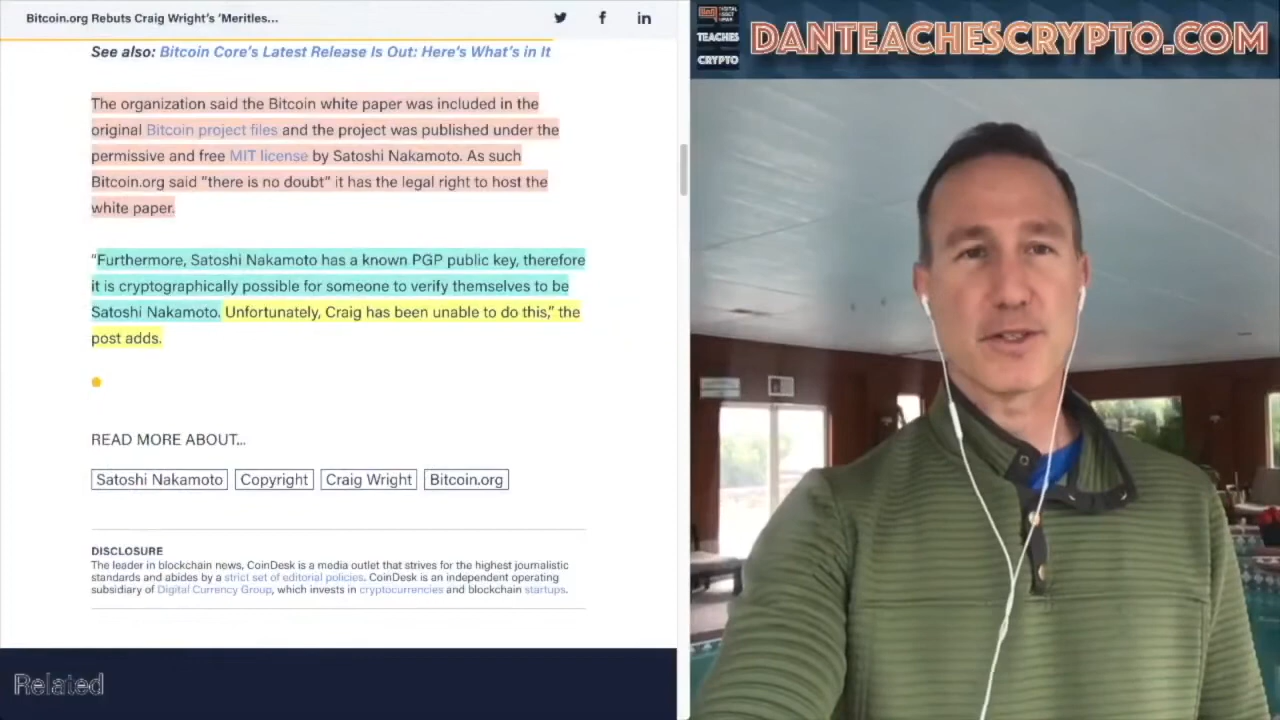 Bitcoin.org Rebuts Craig Wright's 'Meritles...
See also: Bitcoin Core's Latest Release Is Out: Here's What's in It
The organization said the Bitcoin white paper was included in the
original Bitcoin project files and the project was published under the
permissive and free MIT license by Satoshi Nakamoto. As such
Bitcoin.org said "there is no doubt" it has the legal right to host the
white paper.
"Furthermore, Satoshi Nakamoto has a known PGP public key, therefore
it is cryptographically possible for someone to verify themselves to be
Satoshi Nakamoto. Unfortunately, Craig has been unable to do this," the
post adds.
READ MORE ABOUT...
Satoshi Nakamoto Copyright Craig Wright Bitcoin.org
DISCLOSURE
The leader in blockchain news, CoinDesk is a media outlet that strives for the highest journalistic
standards and abides by a strict set of editorial policies. CoinDesk is an independent operating
subsidiary of Digital Currency Group, which invests in cryptocurrencies and blockchain startups.
Related
TEACHES
CRYPTO
DANTEACHESCRYPTO.COM